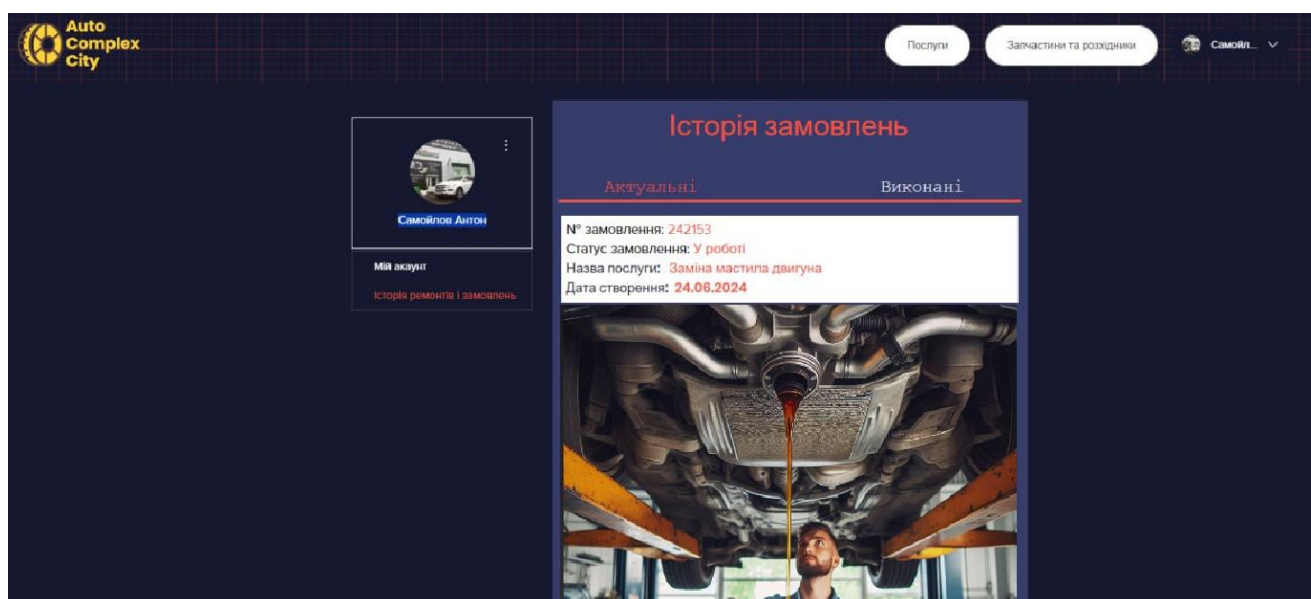 Auto
Complex
City
Послуги
Запчастини та розхідники
Самойл...
Самойлов Антон
Мій акаунт
Історія ремонтів і замовлень
Історія замовлень
Актуальні
Виконані
N° замовлення: 242153
Статус замовлення: У роботі
Назва послуги: Заміна мастила двигуна
Дата створення: 24.06.2024